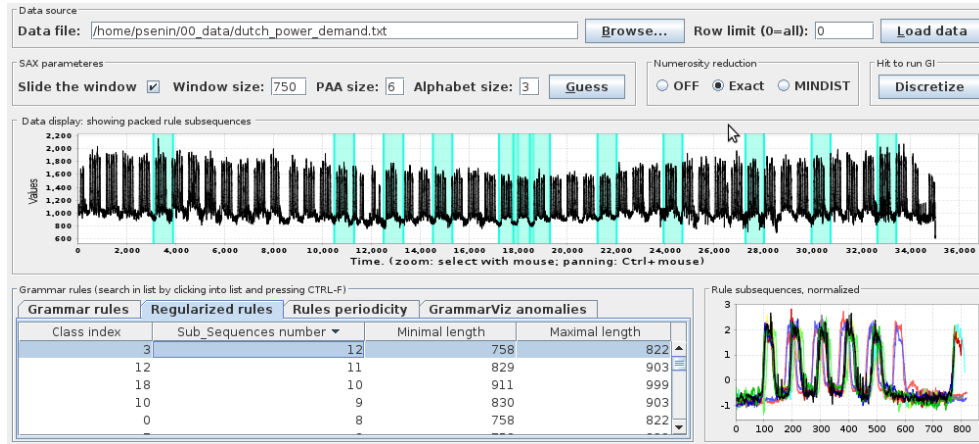 Data source
Data file: /home/psenin/00_data/dutch_power_demand.txt Browse... Row limit (0=all): 0 Load data
SAX parameteres Numerosity reduction Hit to run GI
Slide the window Window size: 750 PAA size: 6 Alphabet size: 3 Guess OFF Exact MINDIST Discretize
Data display: showing packed rule subsequences
2,200
2,000
1,800
1,600
1,400
1,200
1,000
800
600
Values
0 2,000 4,000 6,000 8,000 10,000 12,000 14,000 16,000 18,000 20,000 22,000 24,000 26,000 28,000 30,000 32,000 34,000 36,000
Time. (zoom: select with mouse; panning: Ctrl+mouse)
Grammar rules (search in list by clicking into list and pressing CTRL-F)
Grammar rules Regularized rules Rules periodicity GrammarViz anomalies
Class index Sub_Sequences number Minimal length Maximal length
3 12 758 822
12 11 829 903
18 10 911 999
10 9 830 903
0 8 758 822
Rule subsequences, normalized
3
2
1
0
-1
0 100 200 300 400 500 600 700 800